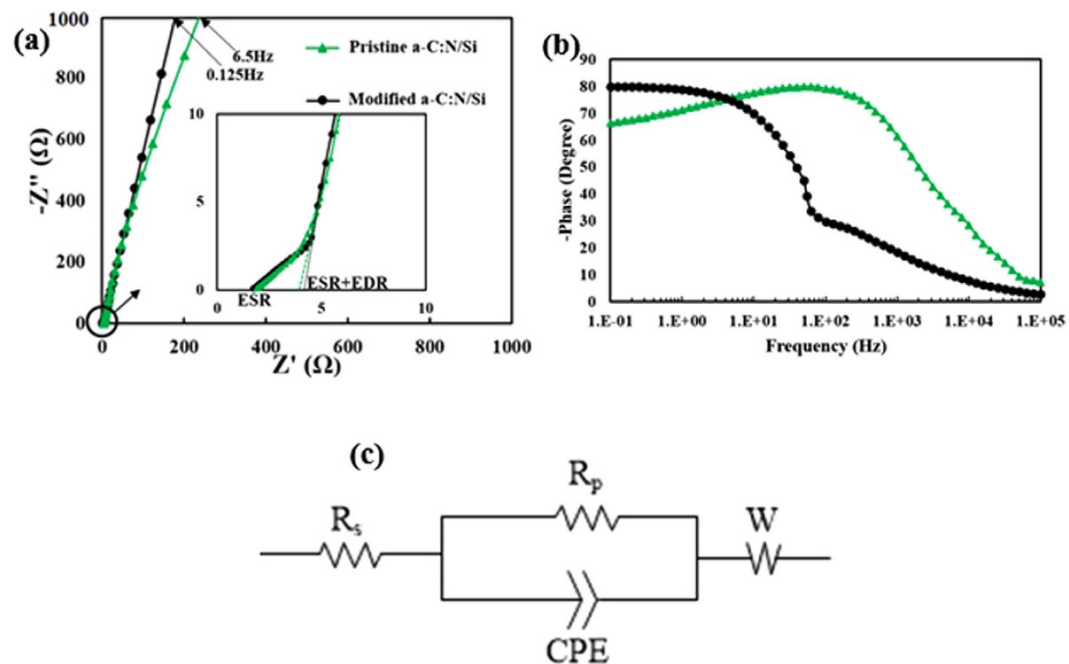 (a)
1000
800
600
400
200
0
-Z'' (Ω)
6.5Hz
0.125Hz
Pristine a-C:N/Si
Modified a-C:N/Si
10
5
0
0 5 10
ESR
ESR+EDR
0 200 400 600 800 1000
Z' (Ω)
(b)
90
80
70
60
50
40
30
20
10
0
-Phase (Degree)
1.E-01 1.E+00 1.E+01 1.E+02 1.E+03 1.E+04 1.E+05
Frequency (Hz)
(c)
Rs
Rp
W
CPE